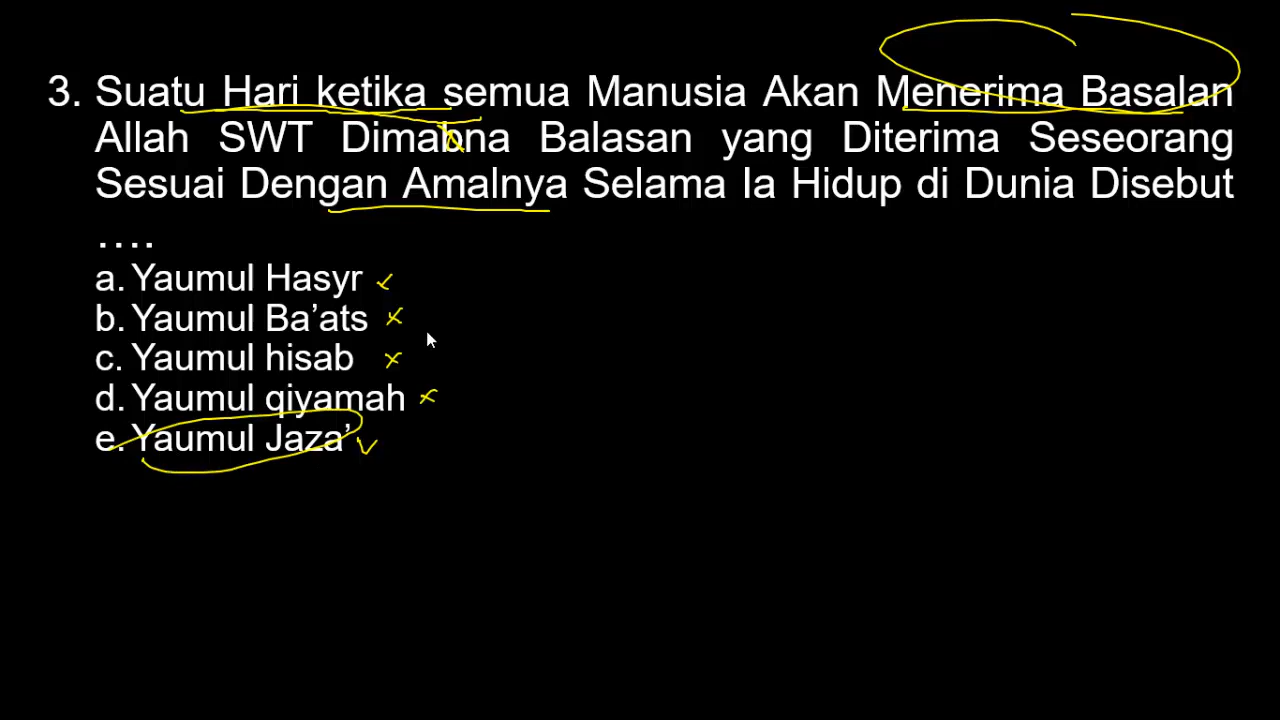 3. Suatu Hari ketika semua Manusia Akan Menerima Basalan
Allah SWT Dimabna Balasan yang Diterima Seseorang
Sesuai Dengan Amalnya Selama Ia Hidup di Dunia Disebut
....
a. Yaumul Hasyr
b. Yaumul Ba’ats
c. Yaumul hisab
d. Yaumul qiyamah
e. Yaumul Jaza’